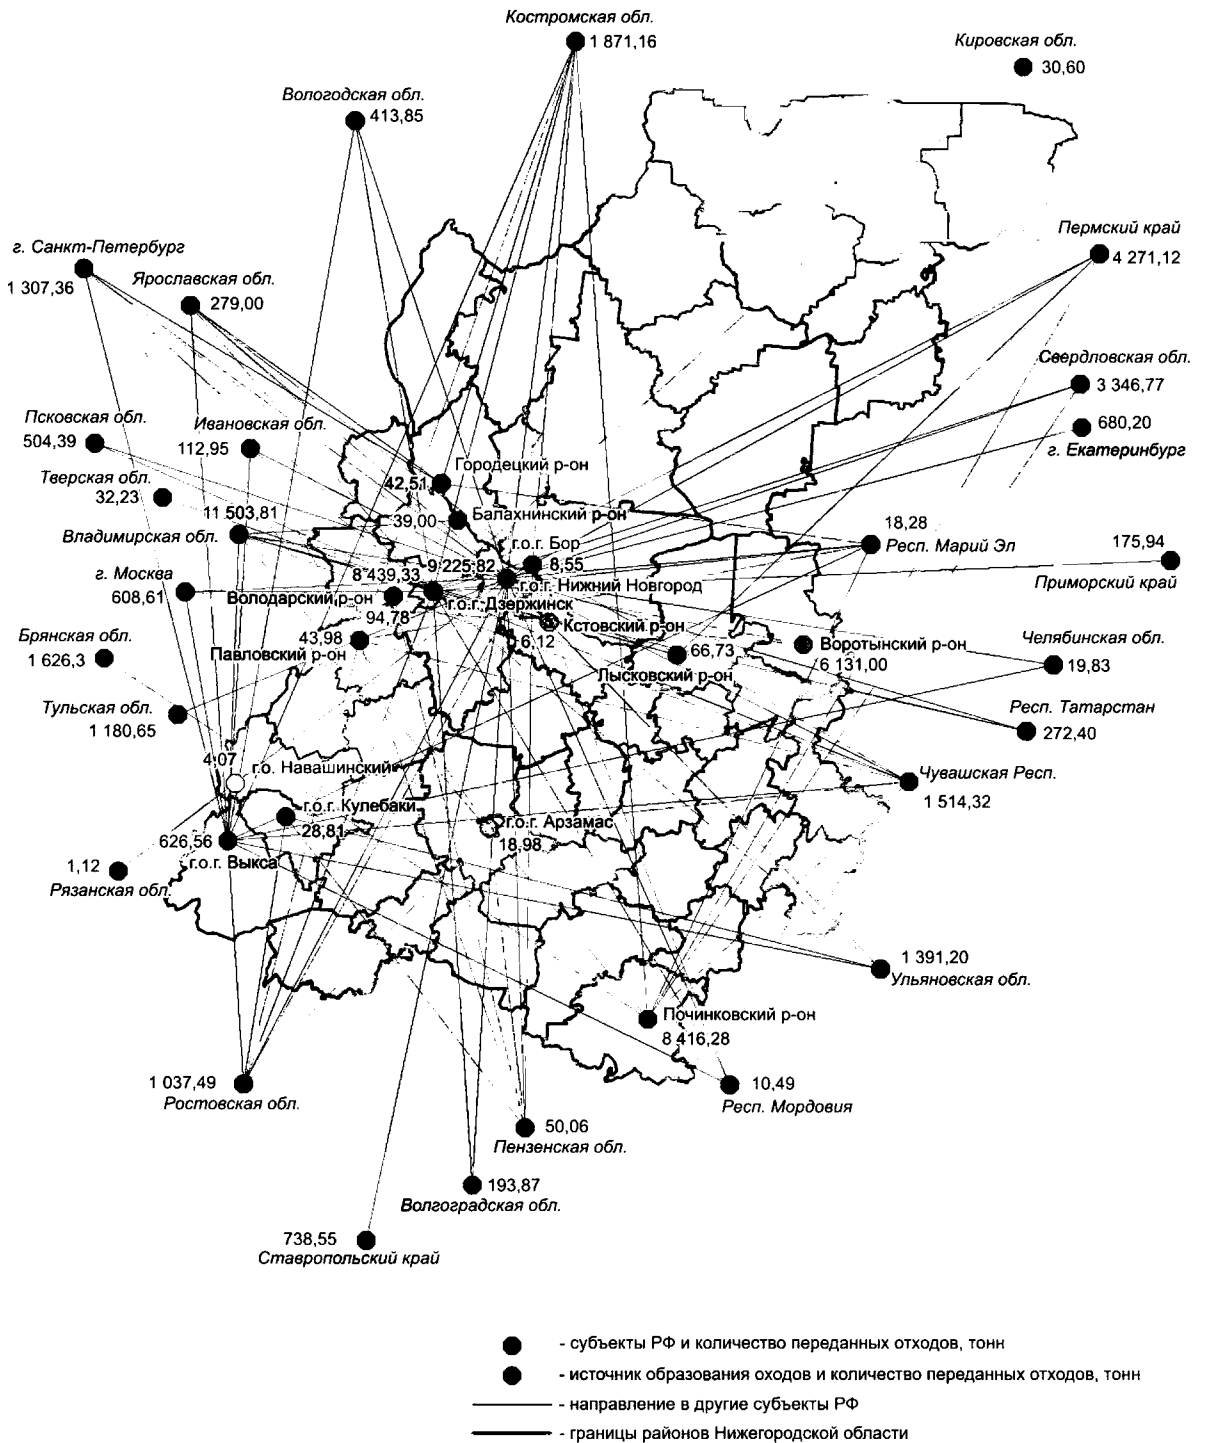 Костромская обл.
1 871,16
Кировская обл.
30,60
Вологодская обл.
413,85
Пермский край
4 271,12
г. Санкт-Петербург
1 307,36
Ярославская обл.
279,00
Свердловская обл.
3 346,77
680,20
г. Екатеринбург
Псковская обл.
504,39
Ивановская обл.
112,95
Городецкий р-он
42,51
Тверская обл.
32,23
11 503,81
Владимирская обл.
39,00
Балахнинский р-он
г.о.г. Бор
8,55
18,28
Респ. Марий Эл
175,94
Приморский край
г. Москва
608,61
8 439,33
9 225,82
г.о.г. Нижний Новгород
Володарский р-он
94,78
г.о.г. Дзержинск
Кстовский р-он
6,12
Брянская обл.
1 626,3
43,98
Павловский р-он
66,73
Лысковский р-он
Воротынский р-он
6 131,00
Челябинская обл.
19,83
Тульская обл.
1 180,65
Респ. Татарстан
272,40
4,07
г.о. Навашинский
Чувашская Респ.
1 514,32
г.о.г. Кулебаки
28,81
г.о.г. Арзамас
18,98
626,56
г.о.г. Выкса
1,12
Рязанская обл.
1 391,20
Ульяновская обл.
Починковский р-он
8 416,28
1 037,49
Ростовская обл.
10,49
Респ. Мордовия
50,06
Пензенская обл.
193,87
Волгоградская обл.
738,55
Ставропольский край
- субъекты РФ и количество переданных отходов, тонн
- источник образования оходов и количество переданных отходов, тонн
- направление в другие субъекты РФ
- границы районов Нижегородской области